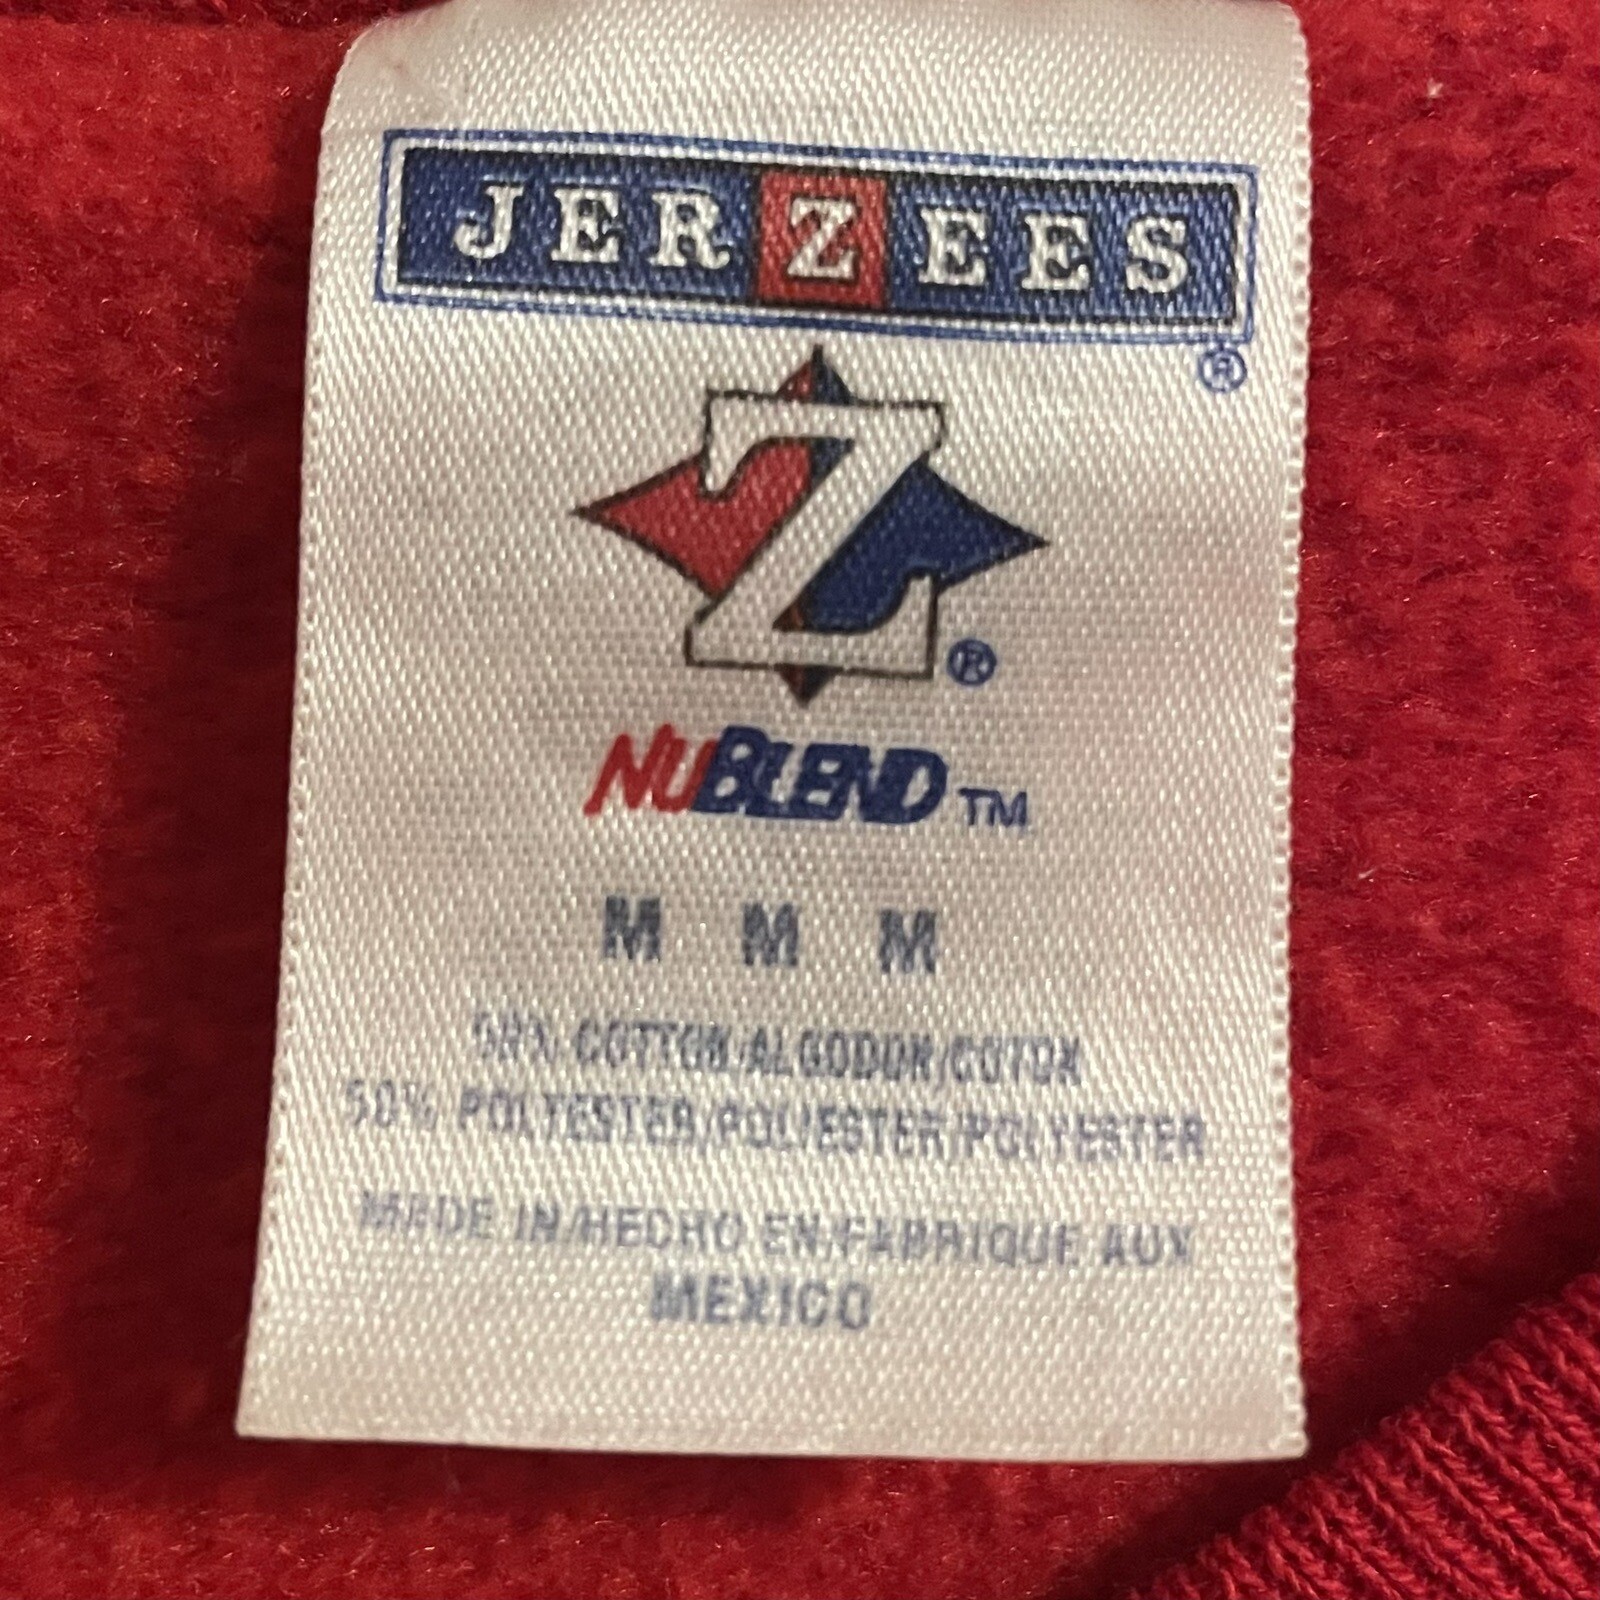 JERZEES
®
Z ®
NUBLEND TM
M M M
50% COTTON/ALGODON/COTON
50% POLYESTER/POLIESTER/POLYESTER
MADE IN/HECHO EN/FABRIQUE AUX
MEXICO